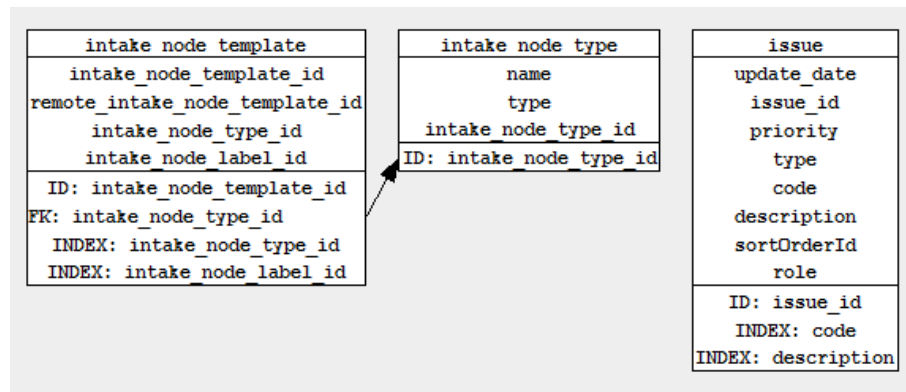 intake node template
intake_node_template_id
remote_intake_node_template_id
intake_node_type_id
intake_node_label_id
ID: intake_node_template_id
FK: intake_node_type_id
INDEX: intake_node_type_id
INDEX: intake_node_label_id
intake node type
name
type
intake_node_type_id
ID: intake_node_type_id
issue
update_date
issue_id
priority
type
code
description
sortOrderId
role
ID: issue_id
INDEX: code
INDEX: description